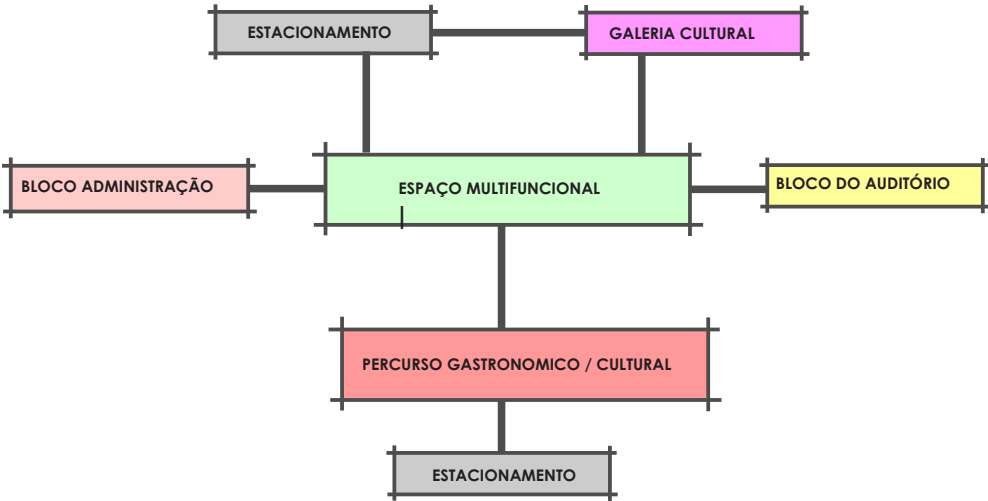 ESTACIONAMENTO
GALERIA CULTURAL
BLOCO ADMINISTRAÇÃO
ESPAÇO MULTIFUNCIONAL
BLOCO DO AUDITÓRIO
PERCURSO GASTRONOMICO / CULTURAL
ESTACIONAMENTO